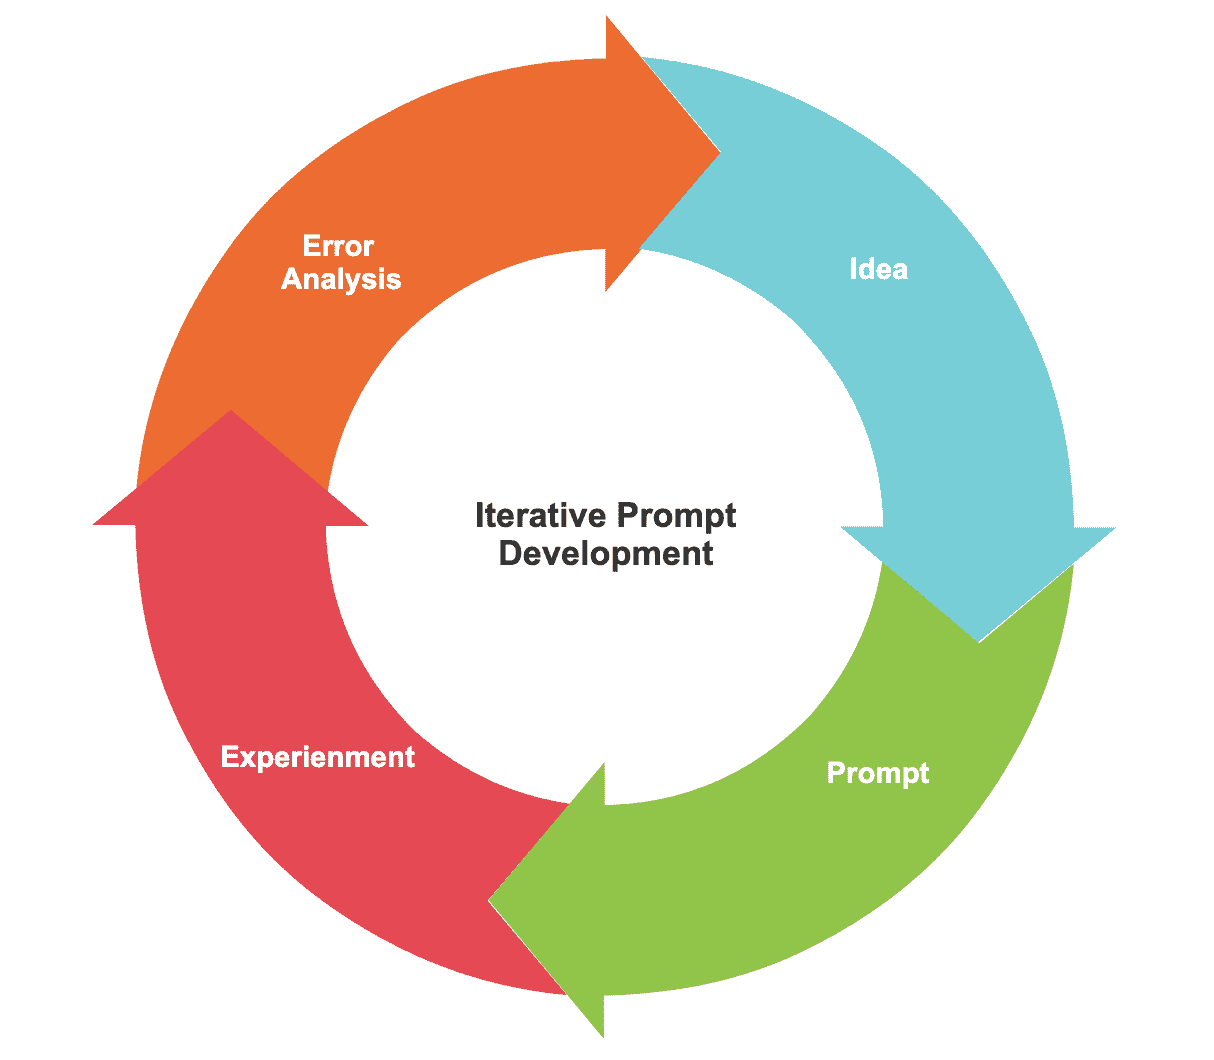 Error
Analysis
Idea
Iterative Prompt
Development
Experienment
Prompt